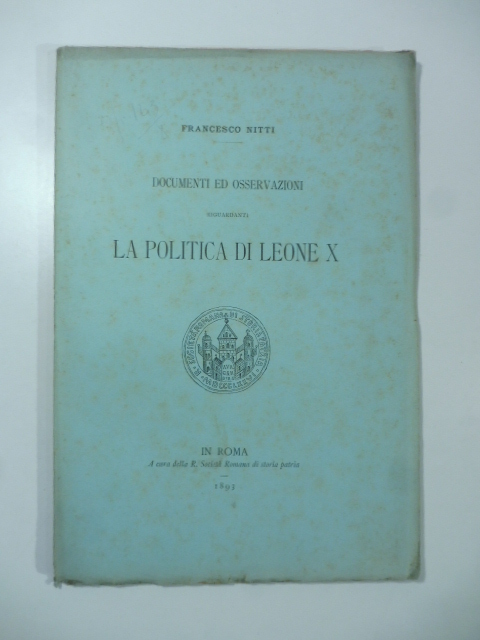 FRANCESCO NITTI
DOCUMENTI ED OSSERVAZIONI
RIGUARDANTI
LA POLITICA DI LEONE X
IN ROMA
A cura della R. Società Romana di storia patria